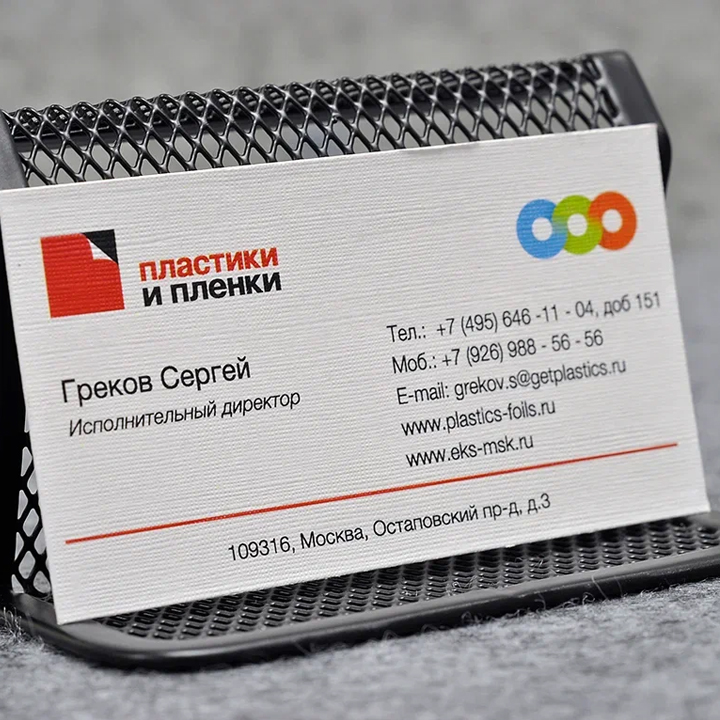 пластики
и пленки
Греков Сергей
Исполнительный директор
Тел.: +7 (495) 646 -11 - 04, доб 151
Моб.: +7 (926) 988 - 56 - 56
E-mail: grekov.s@getplastics.ru
www.plastics-foils.ru
www.eks-msk.ru
109316, Москва, Остаповский пр-д, д.3